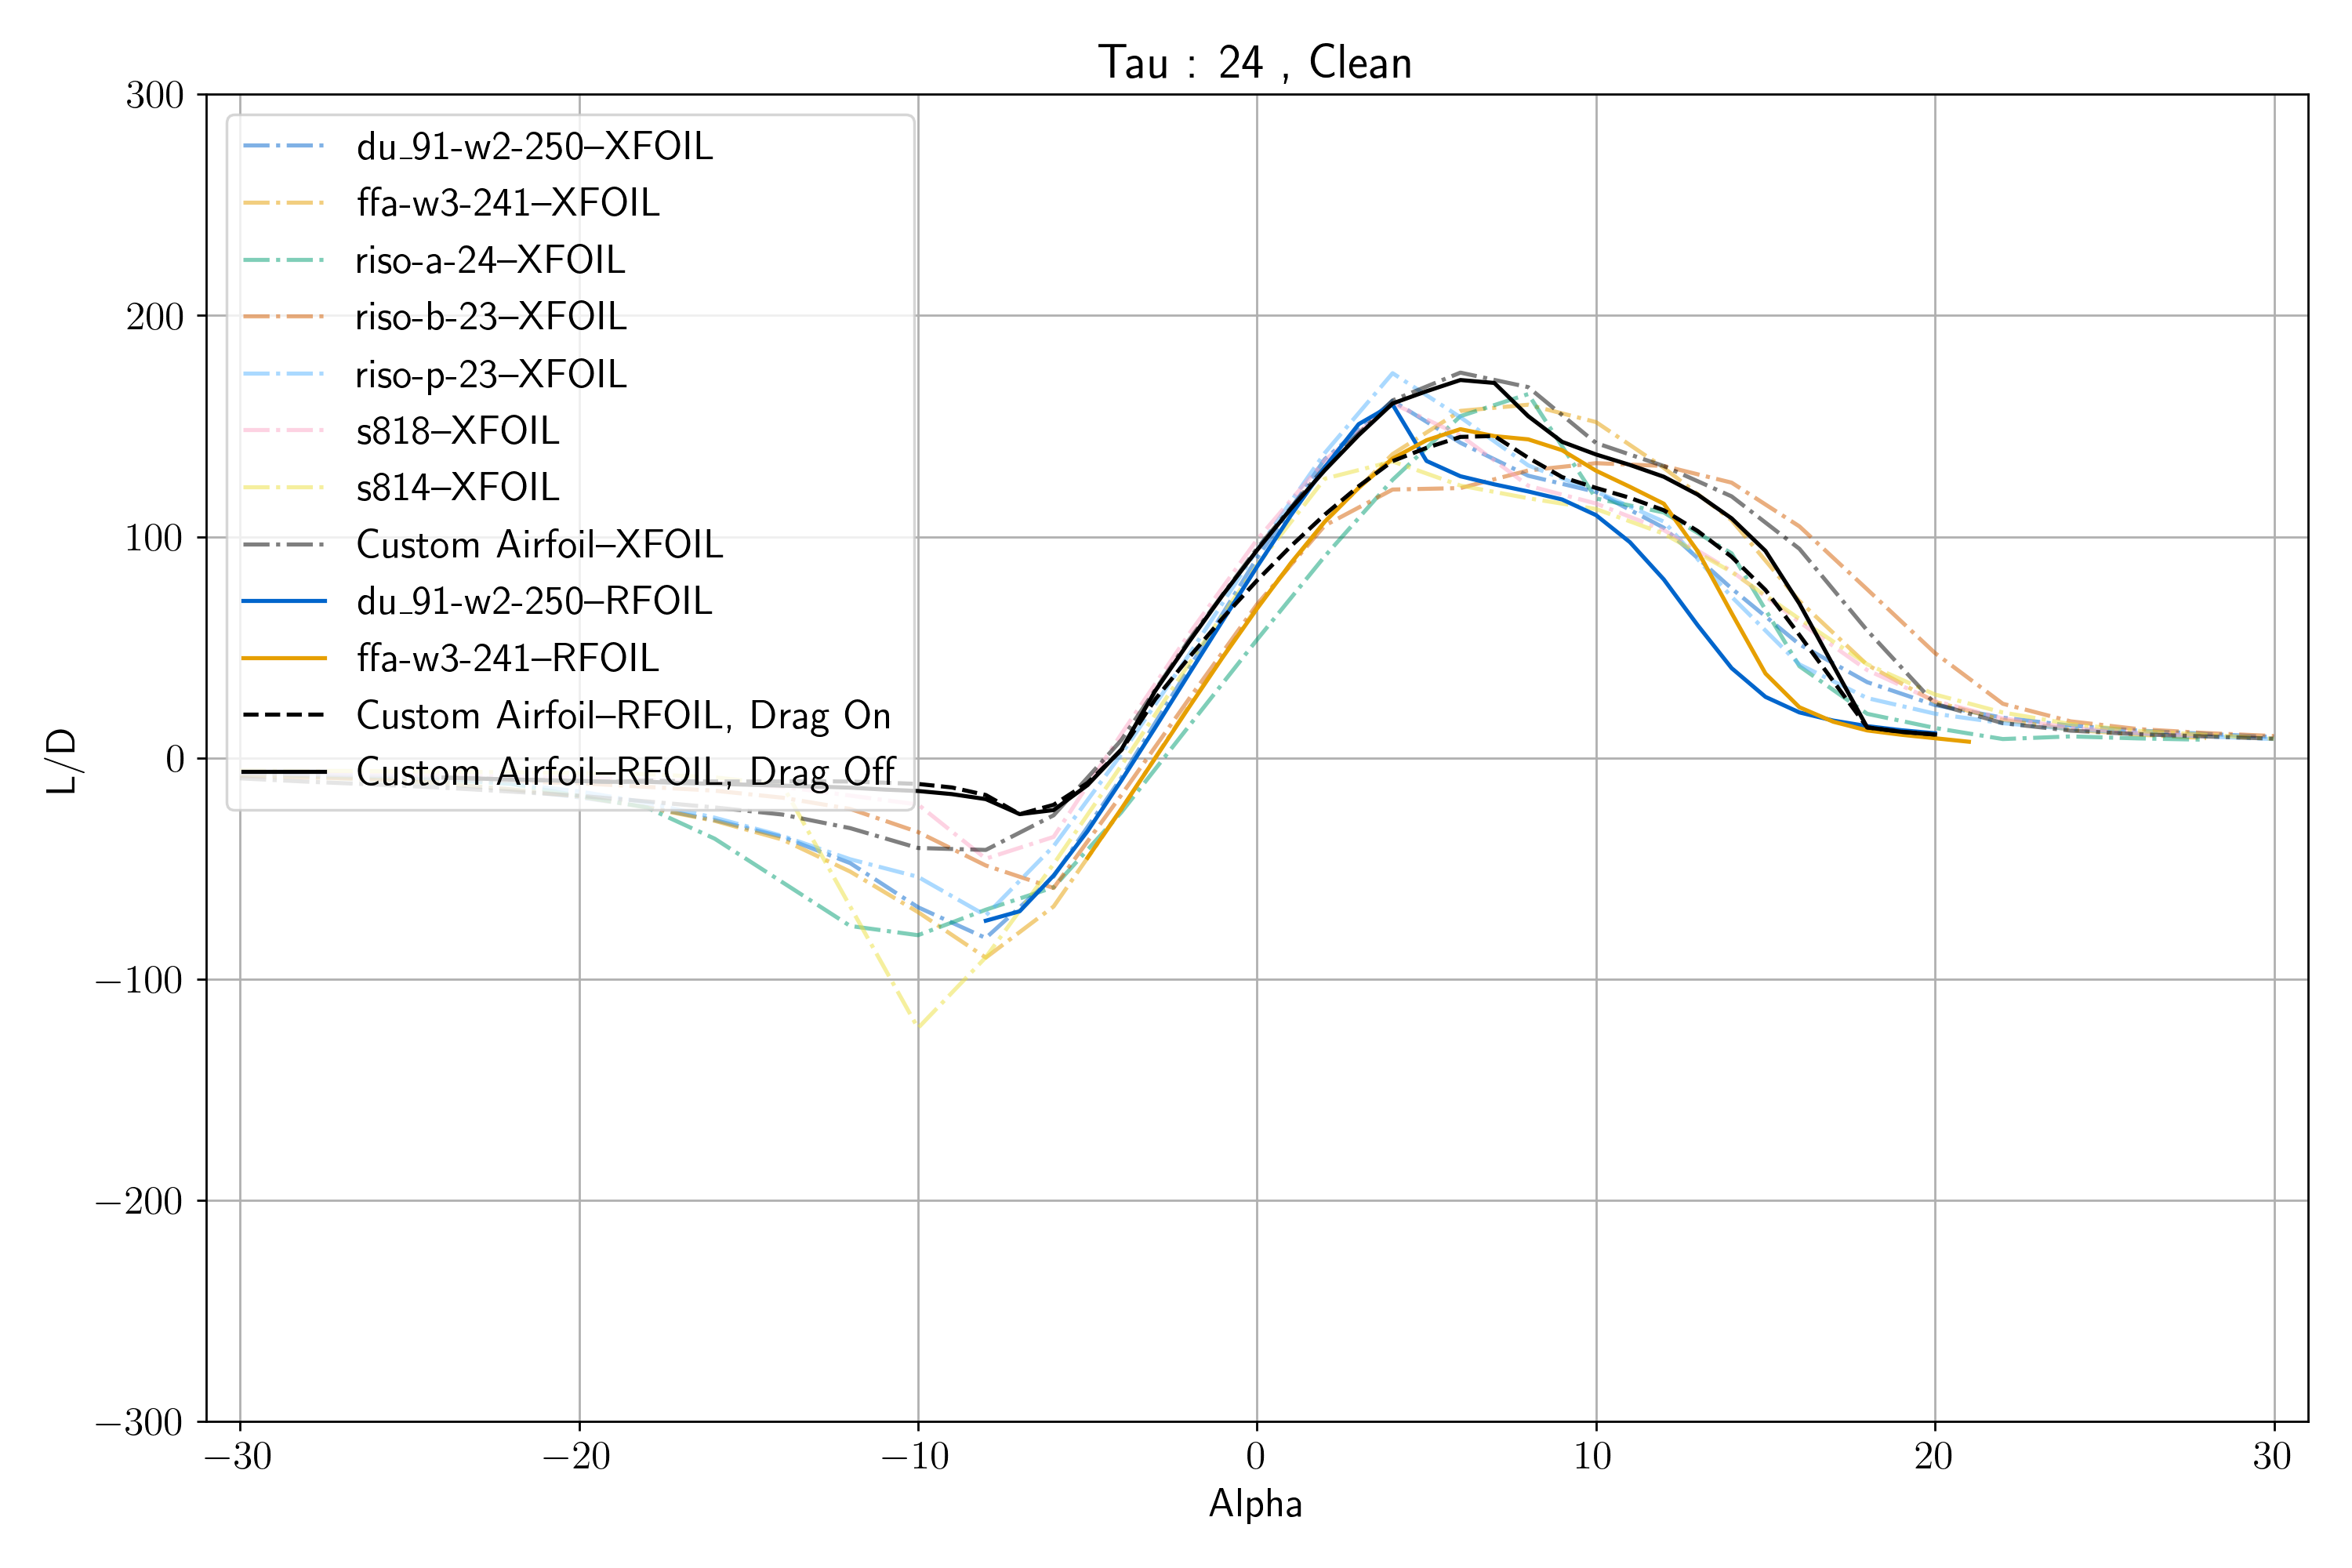 Tau : 24 , Clean
300
200
100
0
−100
−200
−300
L/D
du_91-w2-250–XFOIL
ffa-w3-241–XFOIL
riso-a-24–XFOIL
riso-b-23–XFOIL
riso-p-23–XFOIL
s818–XFOIL
s814–XFOIL
Custom Airfoil–XFOIL
du_91-w2-250–RFOIL
ffa-w3-241–RFOIL
Custom Airfoil–RFOIL, Drag On
Custom Airfoil–RFOIL, Drag Off
−30 −20 −10 0 10 20 30
Alpha